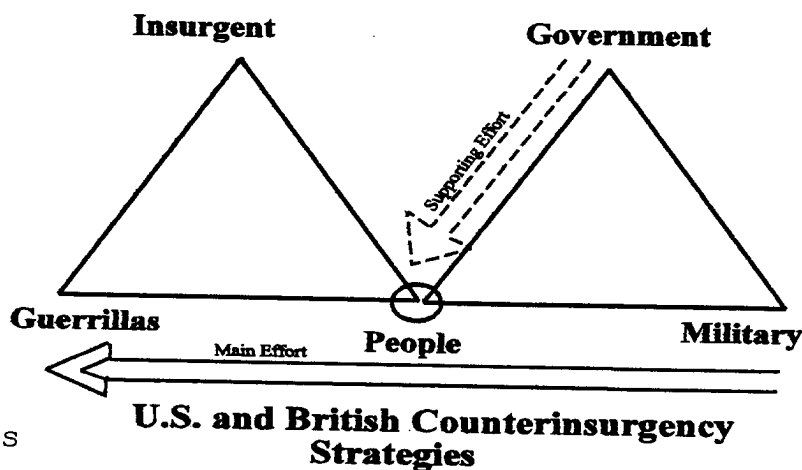 Insurgent
Government
Supporting Effort
Guerrillas
People
Military
Main Effort
U.S. and British Counterinsurgency
Strategies
s